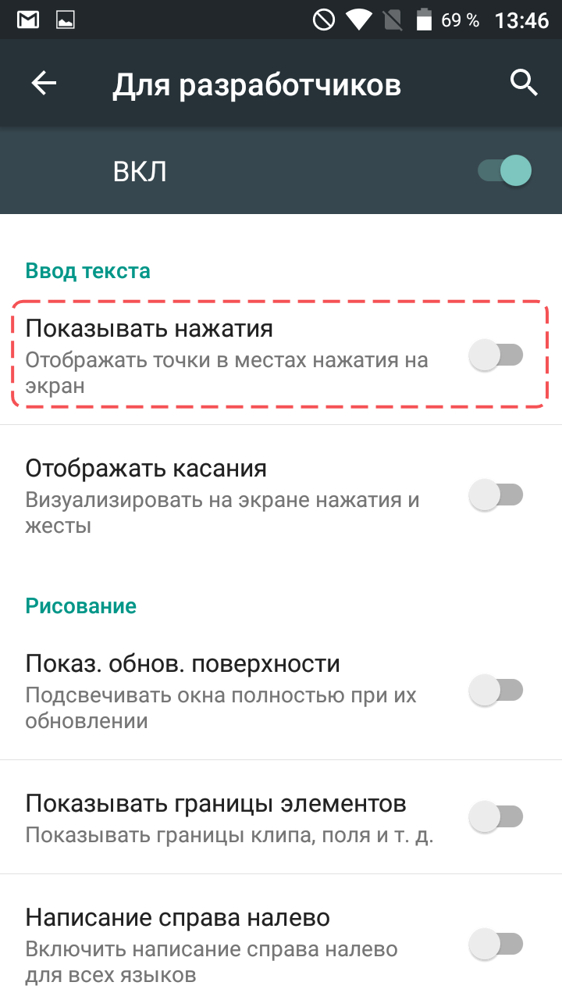 69 % 13:46
Для разработчиков
ВКЛ
Ввод текста
Показывать нажатия
Отображать точки в местах нажатия на
экран
Отображать касания
Визуализировать на экране нажатия и
жесты
Рисование
Показ. обнов. поверхности
Подсвечивать окна полностью при их
обновлении
Показывать границы элементов
Показывать границы клипа, поля и т. д.
Написание справа налево
Включить написание справа налево
для всех языков